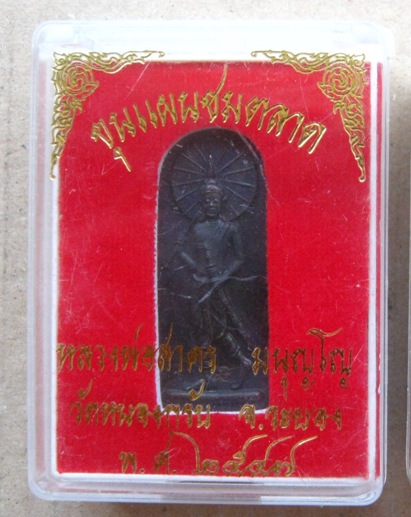 ขุนแผนชมตลาด
หลวงพ่อสาคร มนุญโญ
วัดหนองกรับ จ.ระยอง
พ.ศ. ๒๕๔๗